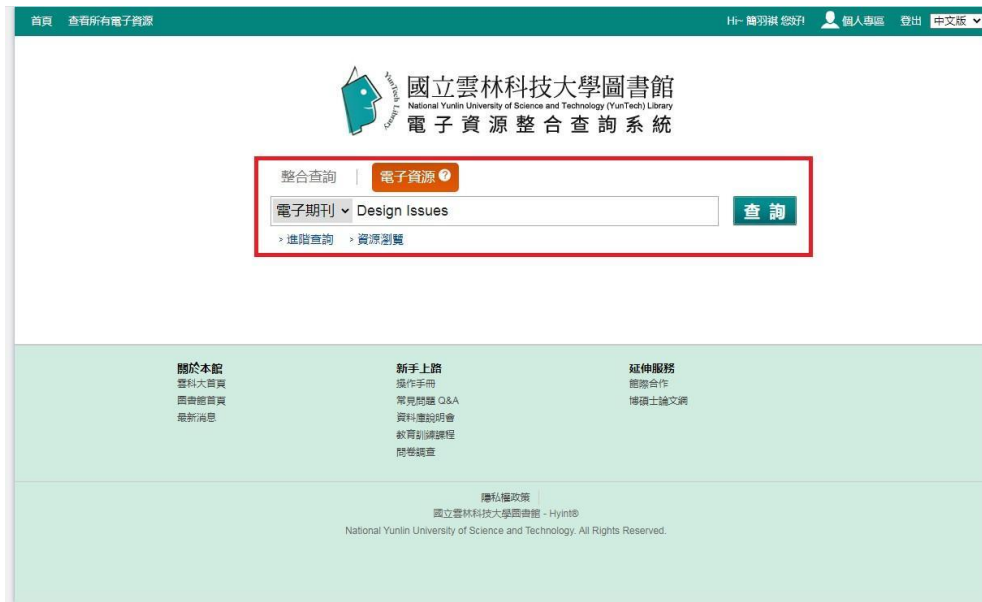 首頁 查看所有電子資源 Hi~ 簡羽祺 您好! 個人專區 登出 中文版
YunTech Library
國立雲林科技大學圖書館
National Yunlin University of Science and Technology (YunTech) Library
電子資源整合查詢系統
整合查詢 | 電子資源 ?
電子期刊 Design Issues 查詢
› 進階查詢 › 資源瀏覽
關於本館 新手上路 延伸服務
雲科大首頁 操作手冊 館際合作
圖書館首頁 常見問題 Q&A 博碩士論文網
最新消息 資料庫說明會
教育訓練課程
問卷調查
隱私權政策 |
國立雲林科技大學圖書館 - Hyint®
National Yunlin University of Science and Technology. All Rights Reserved.